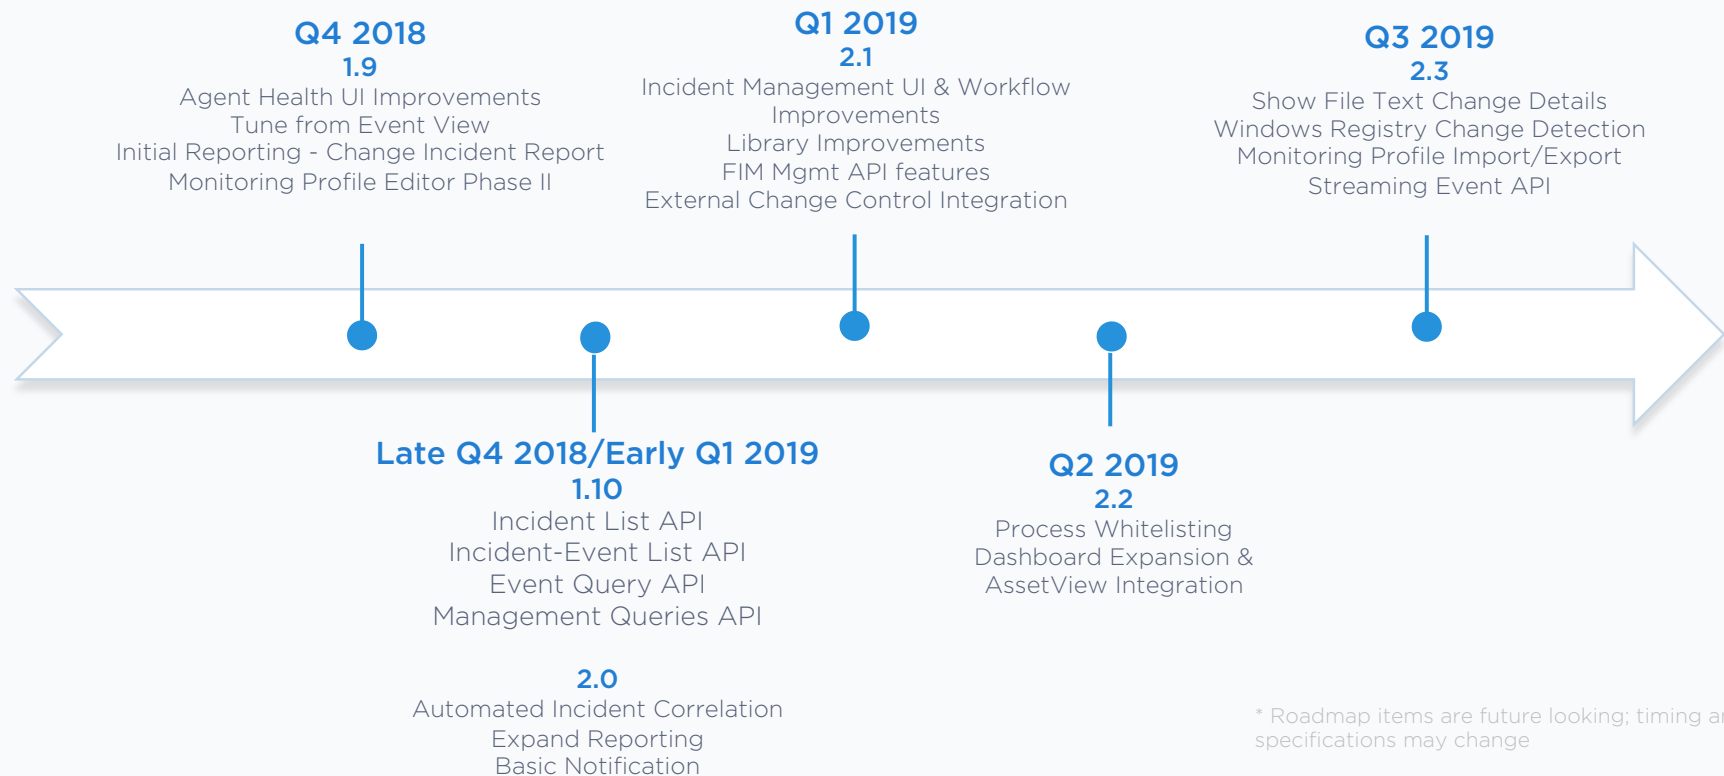 Q4 2018
1.9
Agent Health UI Improvements
Tune from Event View
Initial Reporting - Change Incident Report
Monitoring Profile Editor Phase II
Q1 2019
2.1
Incident Management UI & Workflow
Improvements
Library Improvements
FIM Mgmt API features
External Change Control Integration
Q3 2019
2.3
Show File Text Change Details
Windows Registry Change Detection
Monitoring Profile Import/Export
Streaming Event API
Late Q4 2018/Early Q1 2019
1.10
Incident List API
Incident-Event List API
Event Query API
Management Queries API
2.0
Automated Incident Correlation
Expand Reporting
Basic Notification
Q2 2019
2.2
Process Whitelisting
Dashboard Expansion &
AssetView Integration
* Roadmap items are future looking; timing
specifications may change